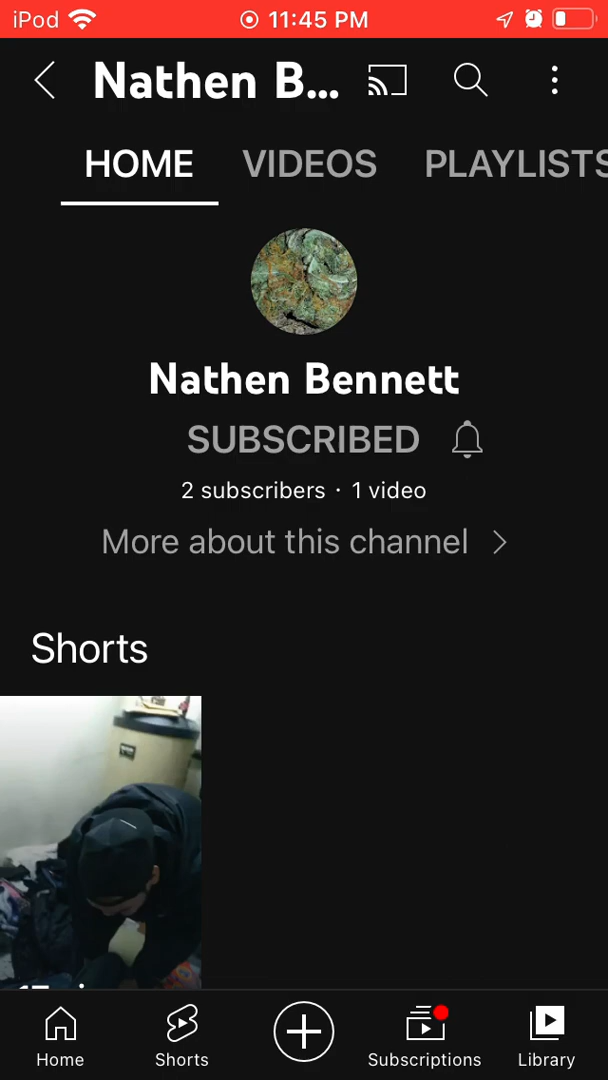 iPod 11:45 PM
Nathen B...
HOME VIDEOS PLAYLISTS
Nathen Bennett
SUBSCRIBED
2 subscribers · 1 video
More about this channel
Shorts
Home Shorts Subscriptions Library